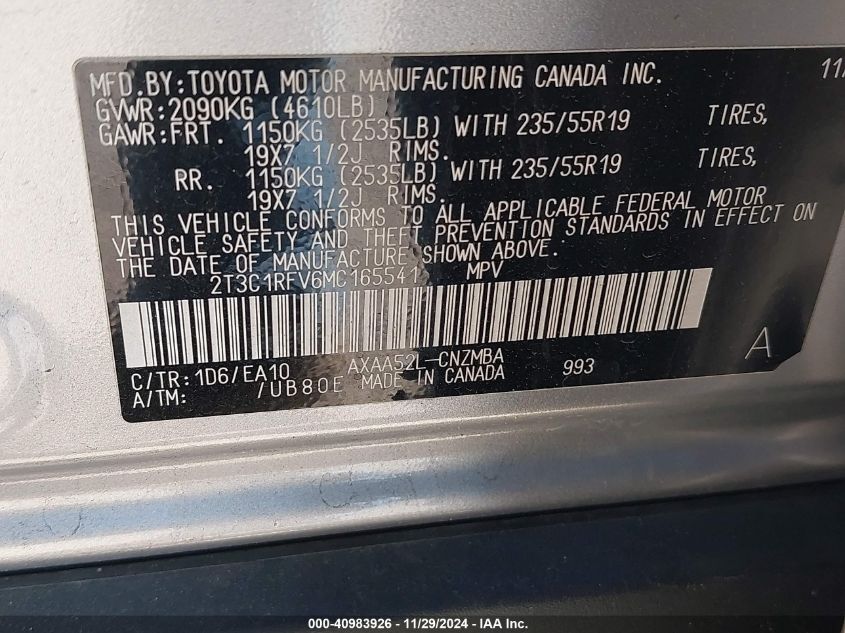 MFD.BY:TOYOTA MOTOR MANUFACTURING CANADA INC. 11/
GVWR:2090KG (4610LB)
GAWR:FRT. 1150KG (2535LB) WITH 235/55R19 TIRES,
19X7 1/2J RIMS.
RR. 1150KG (2535LB) WITH 235/55R19 TIRES,
19X7 1/2J RIMS.
THIS VEHICLE CONFORMS TO ALL APPLICABLE FEDERAL MOTOR
VEHICLE SAFETY AND THEFT PREVENTION STANDARDS IN EFFECT ON
THE DATE OF MANUFACTURE SHOWN ABOVE.
2T3C1RFV6MC165541 MPV
C/TR:1D6/EA10 AXAA52L-CNZMBA 993 A
A/TM: /UB80E MADE IN CANADA
000-40983926 - 11/29/2024 - IAA Inc.